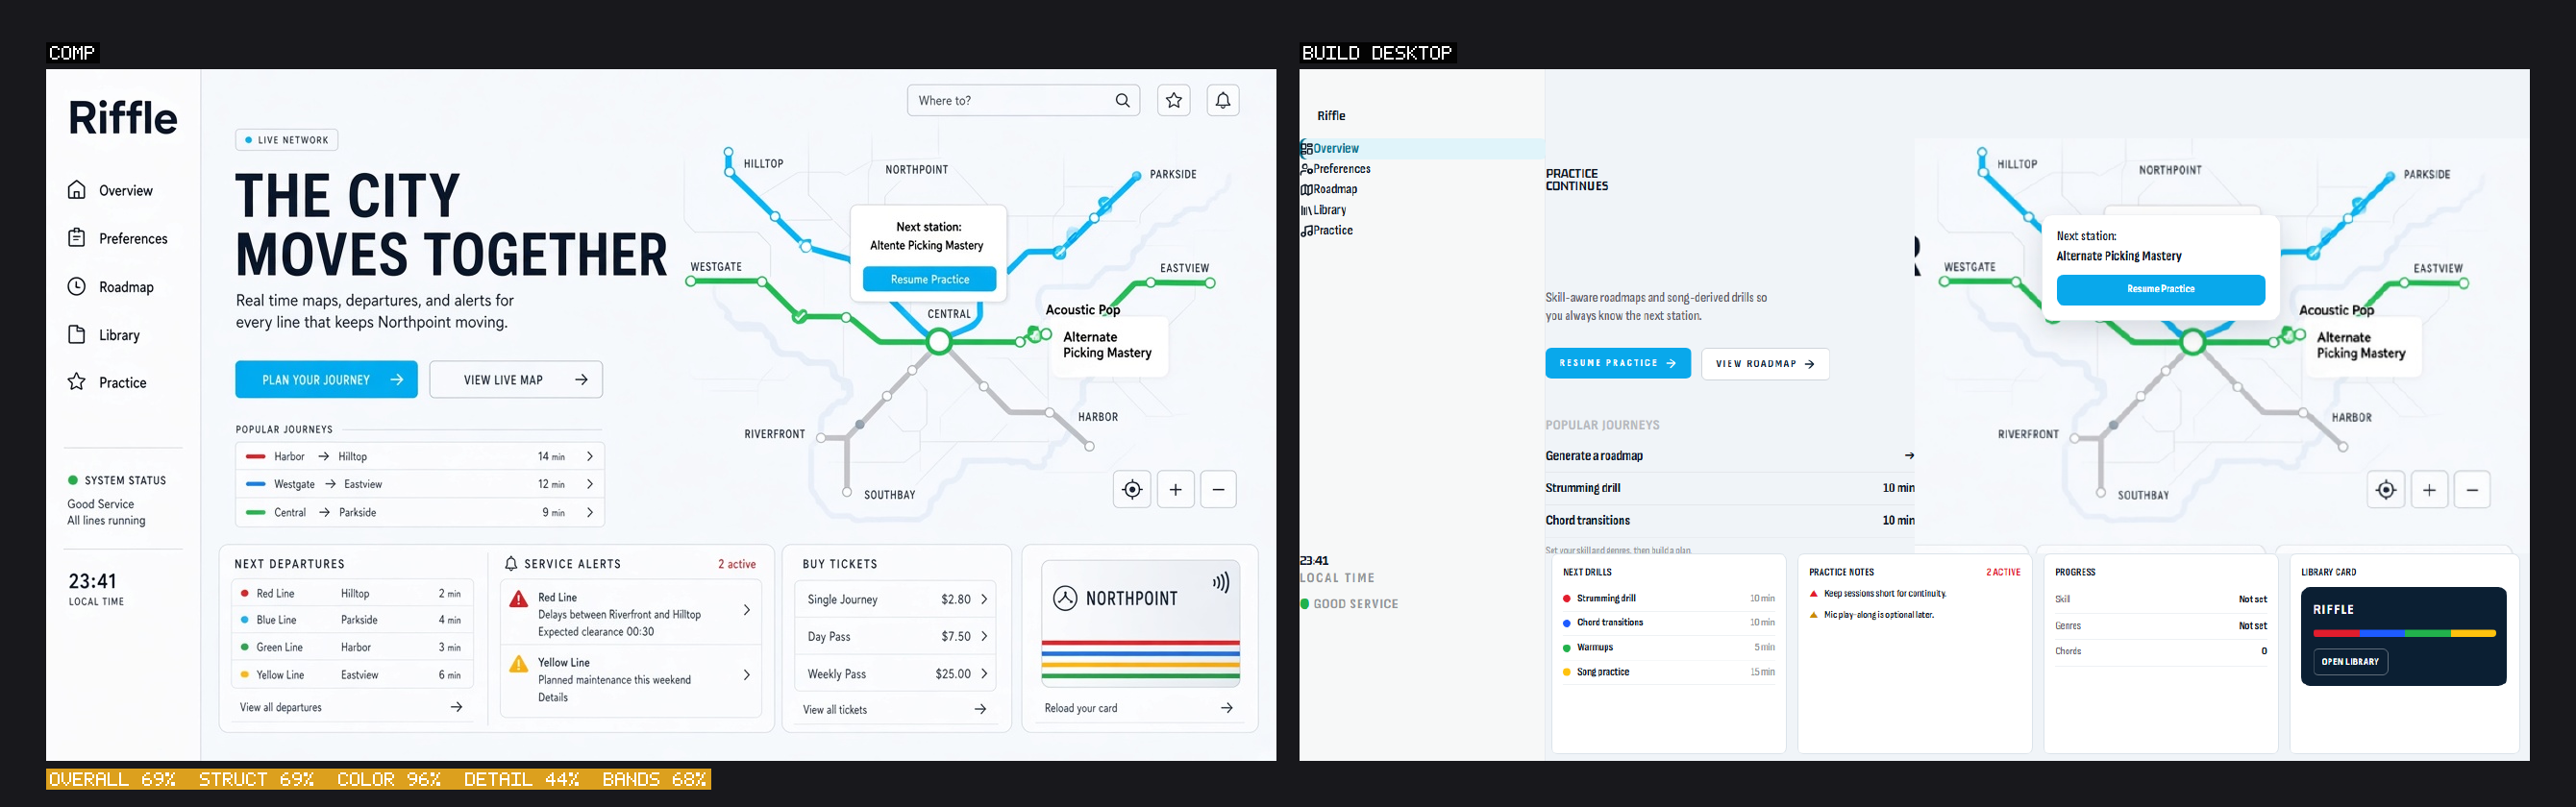 COMP
Riffle
Overview
Preferences
Roadmap
Library
Practice
SYSTEM STATUS
Good Service
All lines running
23:41
LOCAL TIME
Where to?
LIVE NETWORK
THE CITY
MOVES TOGETHER
Real time maps, departures, and alerts for
every line that keeps Northpoint moving.
PLAN YOUR JOURNEY
VIEW LIVE MAP
POPULAR JOURNEYS
Harbor → Hilltop 14 min
Westgate → Eastview 12 min
Central → Parkside 9 min
HILLTOP
NORTHPOINT
PARKSIDE
Next station:
Altente Picking Mastery
Resume Practice
WESTGATE
EASTVIEW
CENTRAL
Acoustic Pop
Alternate
Picking Mastery
HARBOR
RIVERFRONT
SOUTHBAY
NEXT DEPARTURES
Red Line Hilltop 2 min
Blue Line Parkside 4 min
Green Line Harbor 3 min
Yellow Line Eastview 6 min
View all departures
SERVICE ALERTS 2 active
Red Line
Delays between Riverfront and Hilltop
Expected clearance 00:30
Yellow Line
Planned maintenance this weekend
Details
BUY TICKETS
Single Journey $2.80
Day Pass $7.50
Weekly Pass $25.00
View all tickets
NORTHPOINT
Reload your card
OVERALL 69% STRUCT 69% COLOR 96% DETAIL 44% BANDS 68%
BUILD DESKTOP
Riffle
Overview
Preferences
Roadmap
Library
Practice
23:41
LOCAL TIME
GOOD SERVICE
PRACTICE
CONTINUES
Skill-aware roadmaps and song-derived drills so
you always know the next station.
RESUME PRACTICE →
VIEW ROADMAP →
POPULAR JOURNEYS
Generate a roadmap →
Strumming drill 10 min
Chord transitions 10 min
Set your skill and genres, then build a plan.
HILLTOP
NORTHPOINT
PARKSIDE
Next station:
Alternate Picking Mastery
Resume Practice
WESTGATE
EASTVIEW
Acoustic Pop
Alternate
Picking Mastery
HARBOR
RIVERFRONT
SOUTHBAY
NEXT DRILLS
Strumming drill 10 min
Chord transitions 10 min
Warmups 5 min
Song practice 15 min
PRACTICE NOTES 2 ACTIVE
Keep sessions short for continuity.
Mic play-along is optional later.
PROGRESS
Skill Not set
Genres Not set
Chords 0
LIBRARY CARD
RIFFLE
OPEN LIBRARY